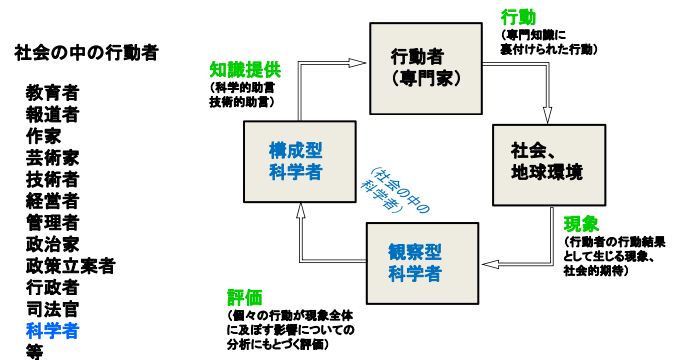 社会の中の行動者
教育者
報道者
作家
芸術家
技術者
経営者
管理者
政治家
政策立案者
行政者
司法官
科学者
等
行動
(専門知識に
裏付けられた行動)
行動者
(専門家)
知識提供
(科学的助言
技術的助言)
構成型
科学者
(社会の中の
科学者)
社会、
地球環境
現象
(行動者の行動結果
として生じる現象、
社会的期待)
観察型
科学者
評価
(個々の行動が現象全体
に及ぼす影響についての
分析にもとづく評価)